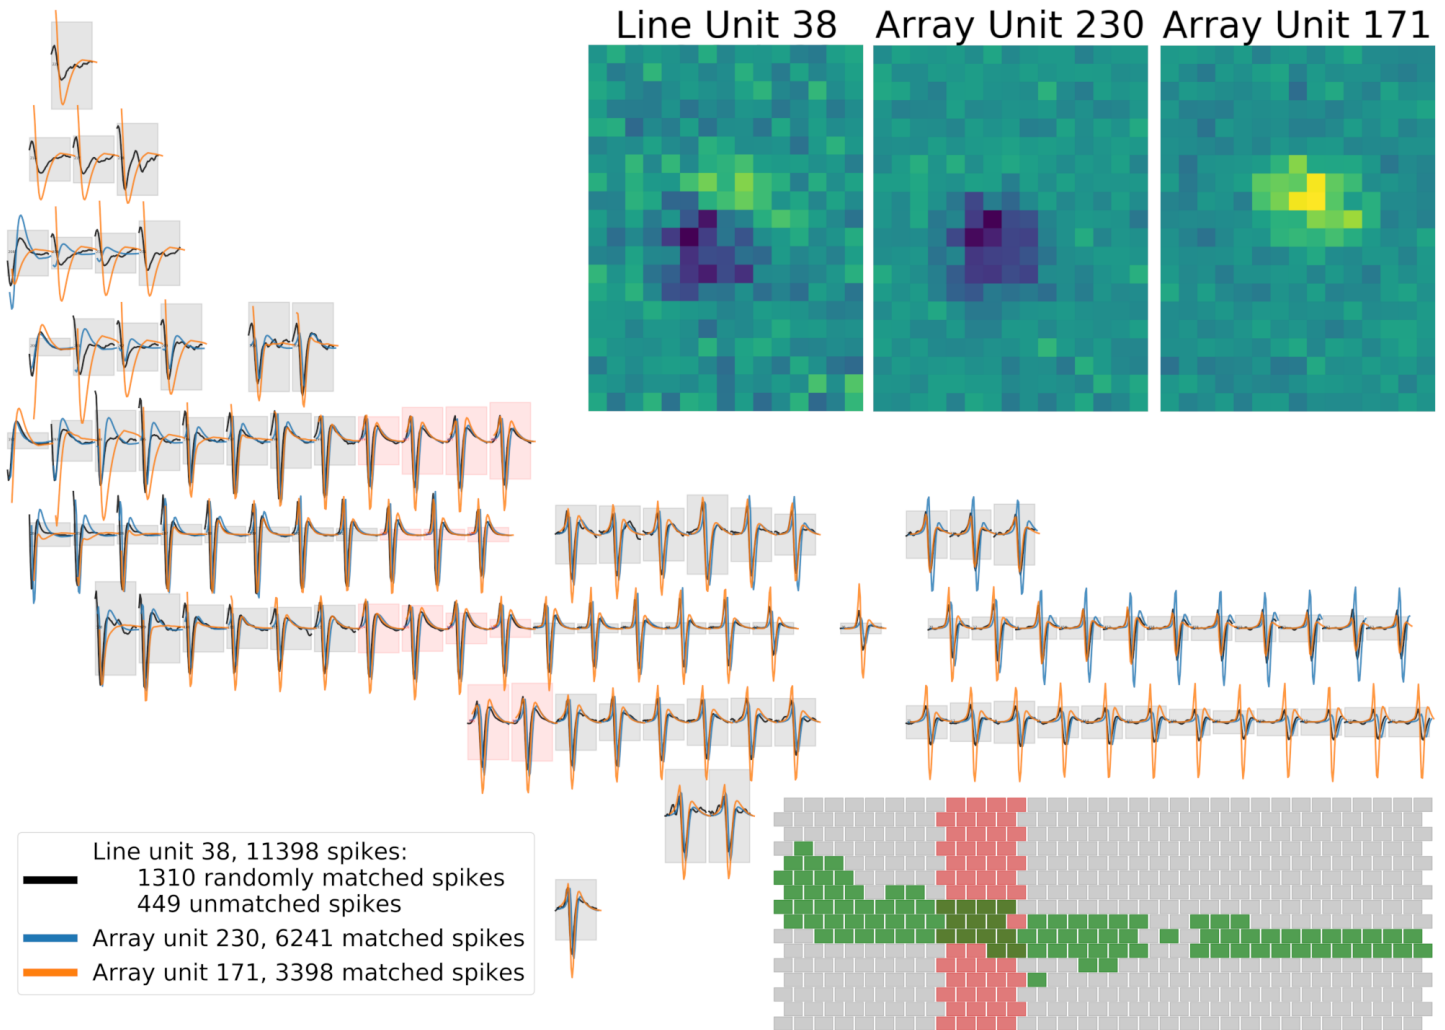 Line Unit 38
Array Unit 230
Array Unit 171
Line unit 38, 11398 spikes:
1310 randomly matched spikes
449 unmatched spikes
Array unit 230, 6241 matched spikes
Array unit 171, 3398 matched spikes